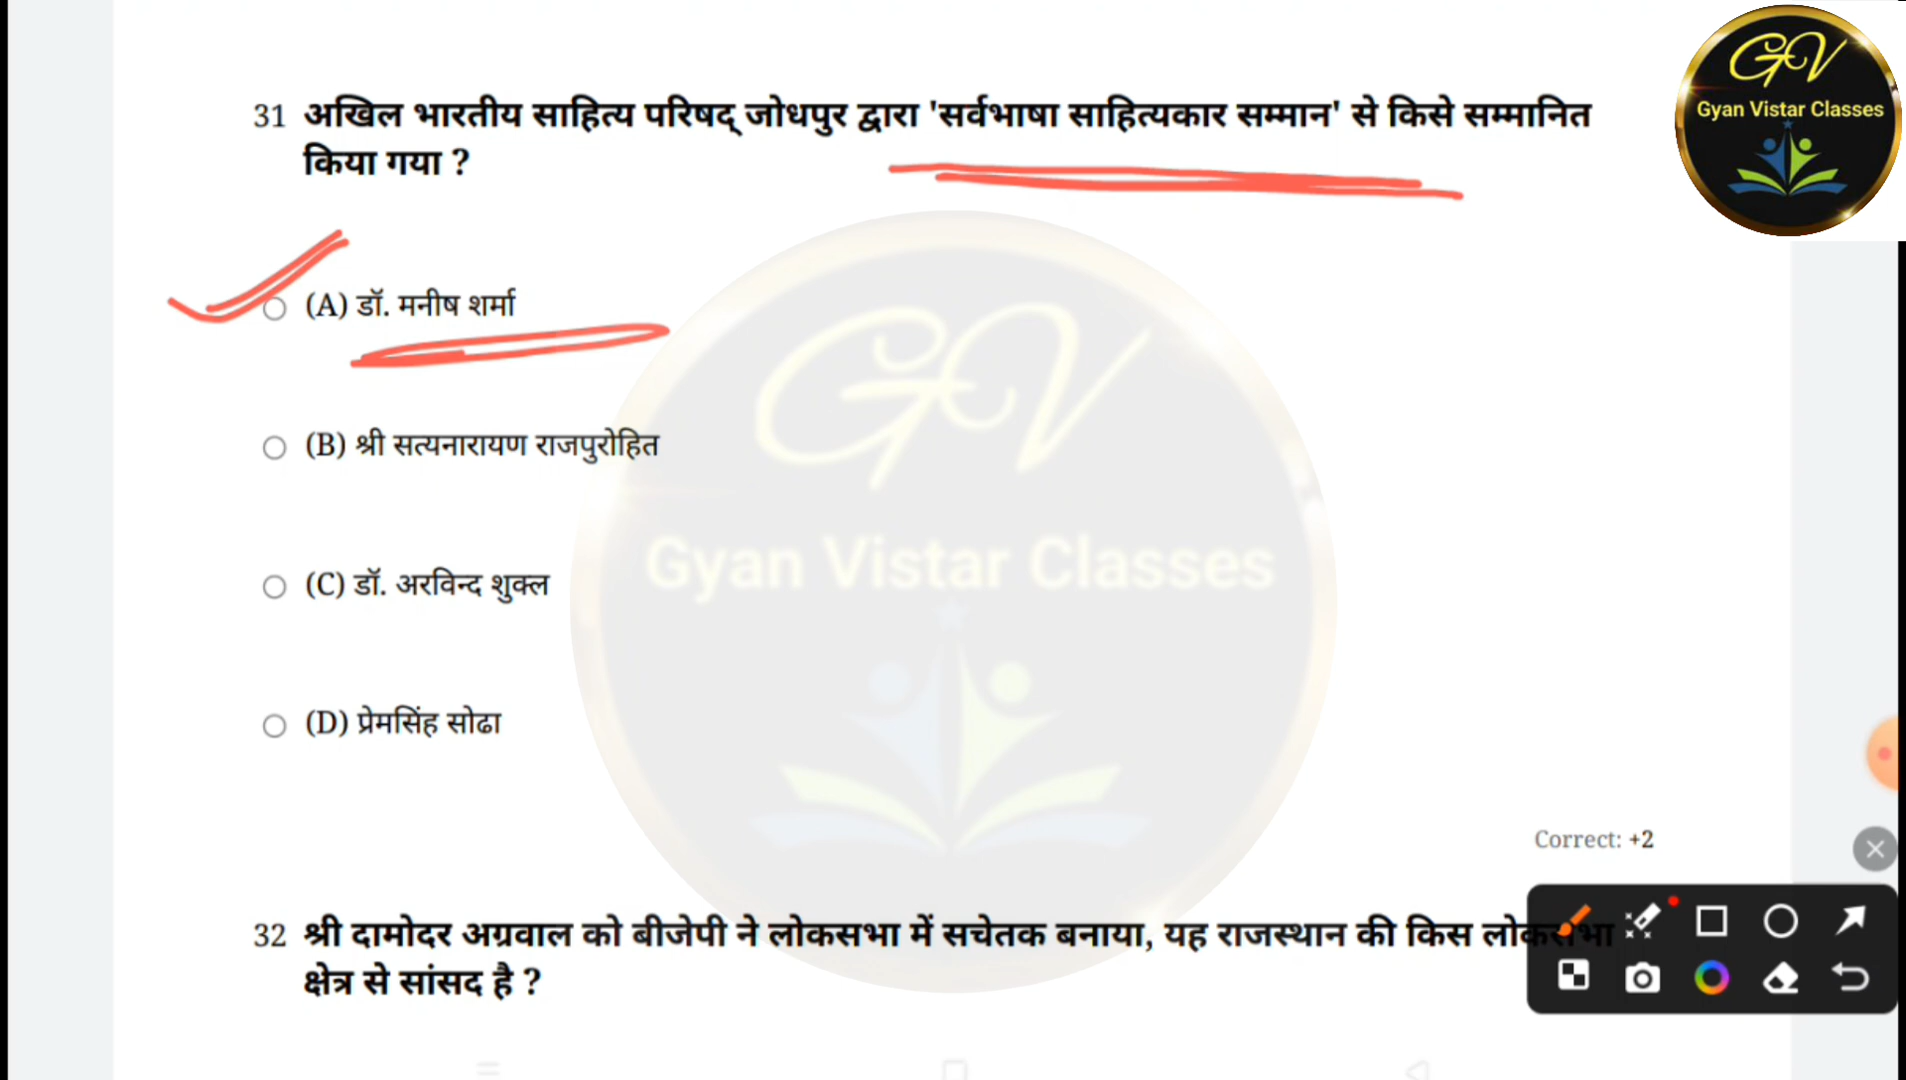 GV
Gyan Vistar Classes
31 अखिल भारतीय साहित्य परिषद् जोधपुर द्वारा 'सर्वभाषा साहित्यकार सम्मान' से किसे सम्मानित
किया गया ?
(A) डॉ. मनीष शर्मा
(B) श्री सत्यनारायण राजपुरोहित
(C) डॉ. अरविन्द शुक्ल
(D) प्रेमसिंह सोढा
GV
Gyan Vistar Classes
Correct: +2
32 श्री दामोदर अग्रवाल को बीजेपी ने लोकसभा में सचेतक बनाया, यह राजस्थान की किस लोकसभा
क्षेत्र से सांसद है ?